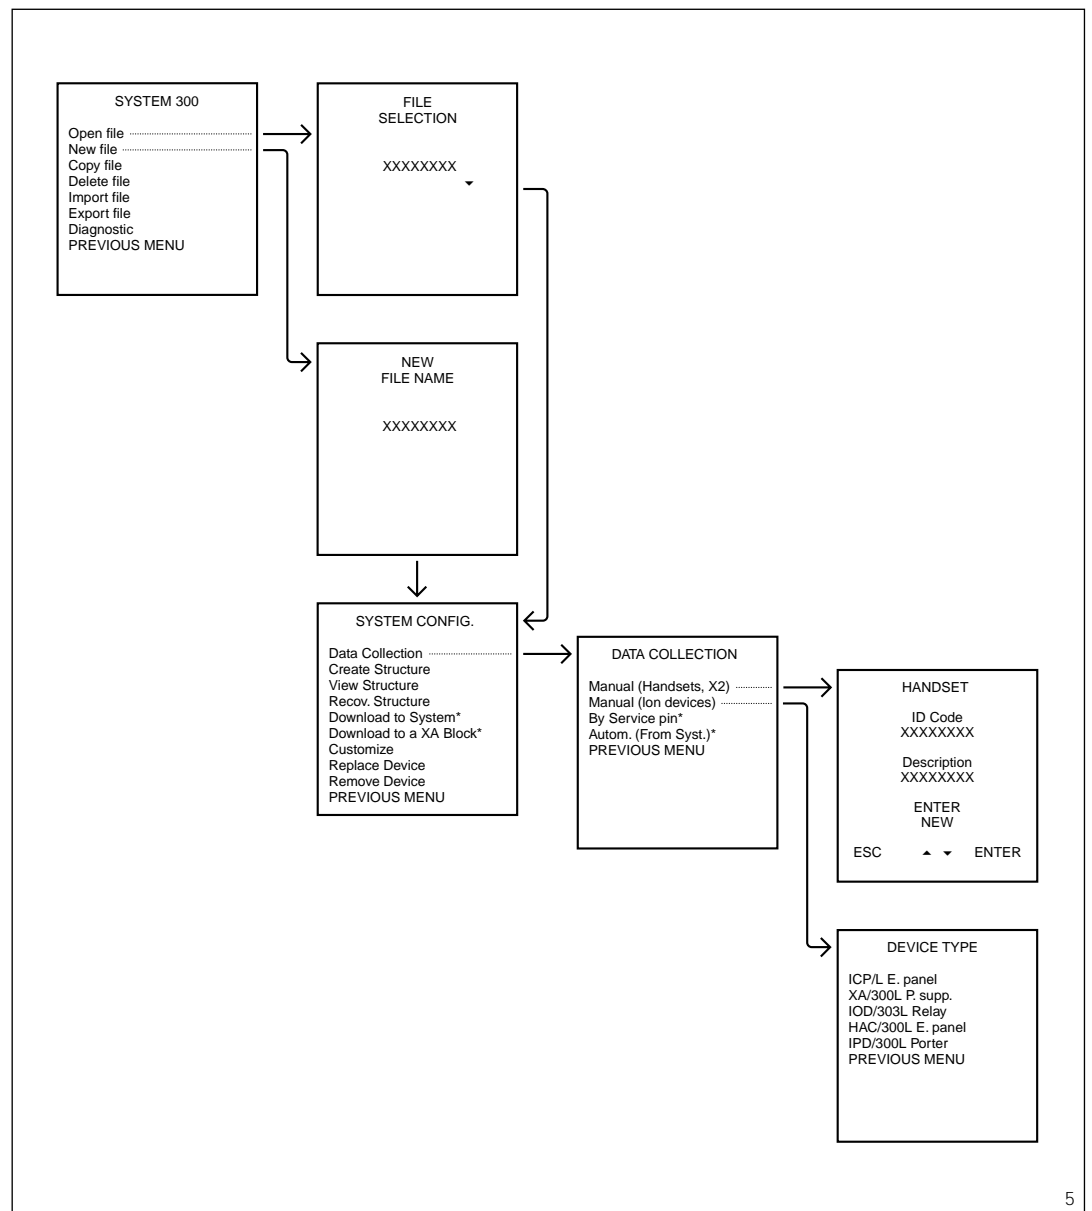 SYSTEM 300
Open file
New file
Copy file
Delete file
Import file
Export file
Diagnostic
PREVIOUS MENU
FILE
SELECTION
XXXXXXXX
NEW
FILE NAME
XXXXXXXX
SYSTEM CONFIG.
Data Collection
Create Structure
View Structure
Recov. Structure
Download to System*
Download to a XA Block*
Customize
Replace Device
Remove Device
PREVIOUS MENU
DATA COLLECTION
Manual (Handsets, X2)
Manual (Ion devices)
By Service pin*
Autom. (From Syst.)*
PREVIOUS MENU
HANDSET
ID Code
XXXXXXXX
Description
XXXXXXXX
ENTER
NEW
ESC ENTER
DEVICE TYPE
ICP/L E. panel
XA/300L P. supp.
IOD/303L Relay
HAC/300L E. panel
IPD/300L Porter
PREVIOUS MENU
5